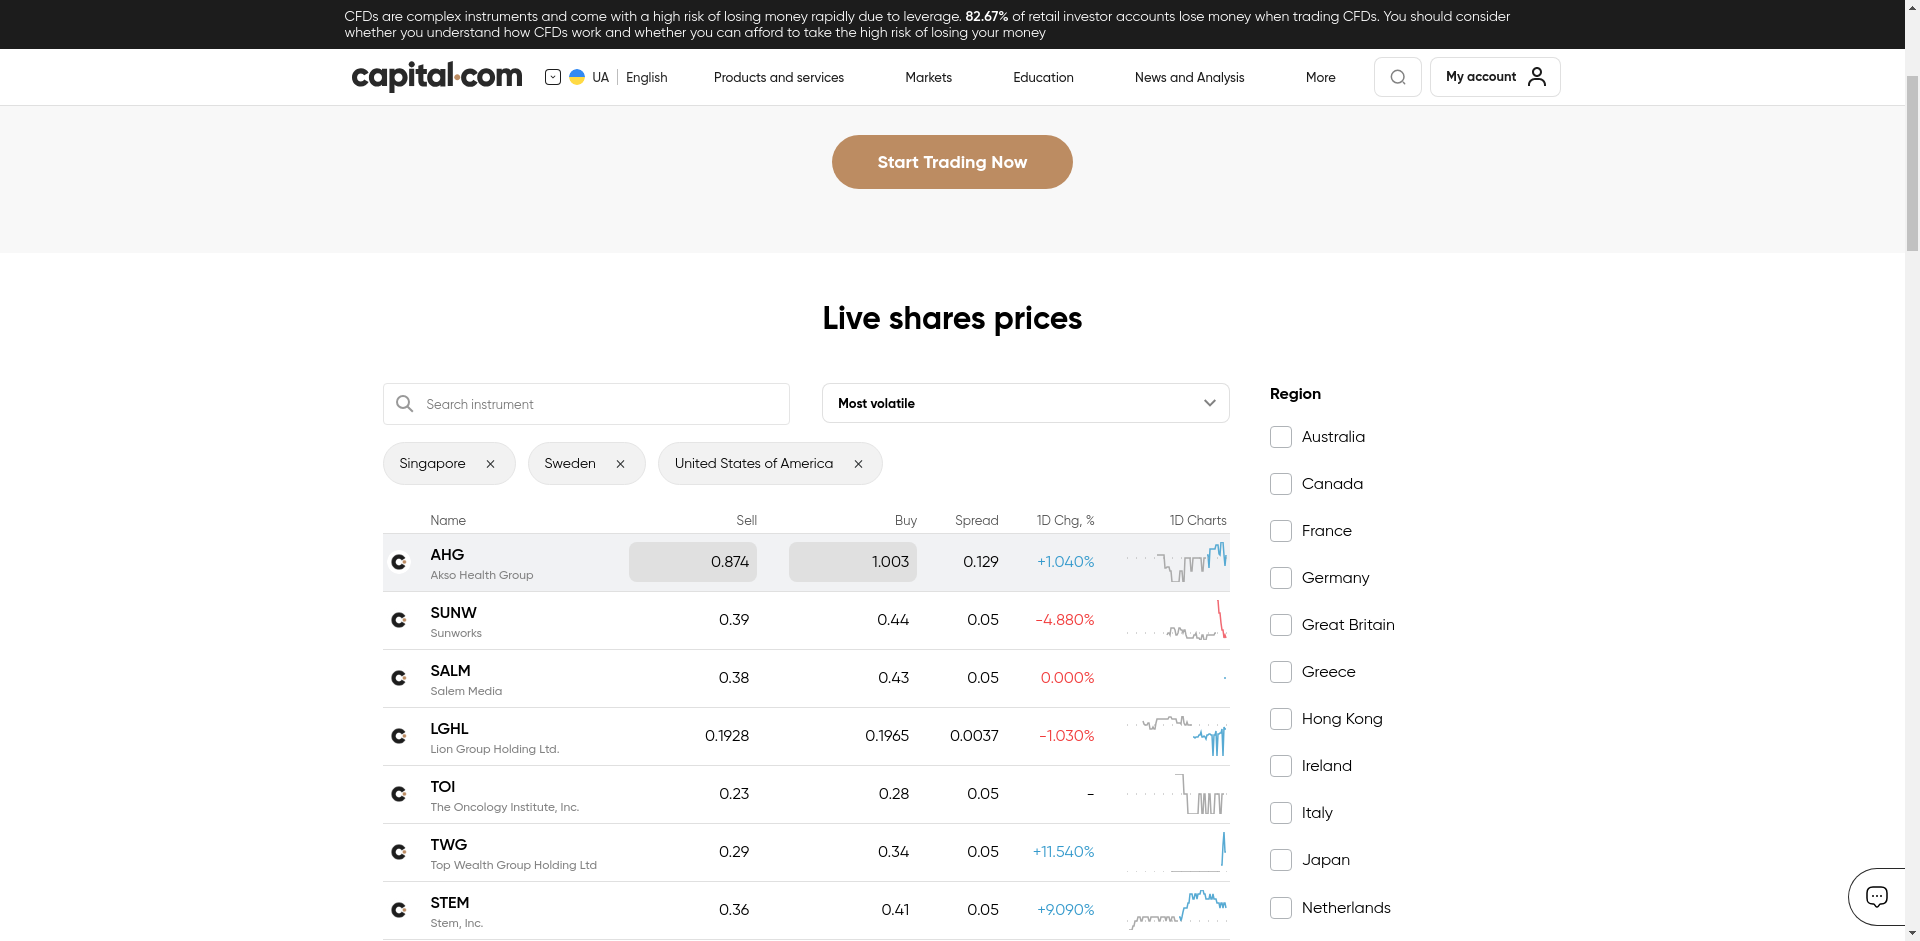 CFDs are complex instruments and come with a high risk of losing money rapidly due to leverage. 82.67% of retail investor accounts lose money when trading CFDs. You should consider
whether you understand how CFDs work and whether you can afford to take the high risk of losing your money
capital.com UA English Products and services Markets Education News and Analysis More My account
Start Trading Now
Live shares prices
Search instrument Most volatile
Singapore Sweden United States of America
Name Sell Buy Spread 1D Chg, % 1D Charts
AHG 0.874 1.003 0.129 +1.040%
Akso Health Group
SUNW 0.39 0.44 0.05 -4.880%
Sunworks
SALM 0.38 0.43 0.05 0.000%
Salem Media
LGHL 0.1928 0.1965 0.0037 -1.030%
Lion Group Holding Ltd.
TOI 0.23 0.28 0.05 -
The Oncology Institute, Inc.
TWG 0.29 0.34 0.05 +11.540%
Top Wealth Group Holding Ltd
STEM 0.36 0.41 0.05 +9.090%
Stem, Inc.
Region
Australia
Canada
France
Germany
Great Britain
Greece
Hong Kong
Ireland
Italy
Japan
Netherlands